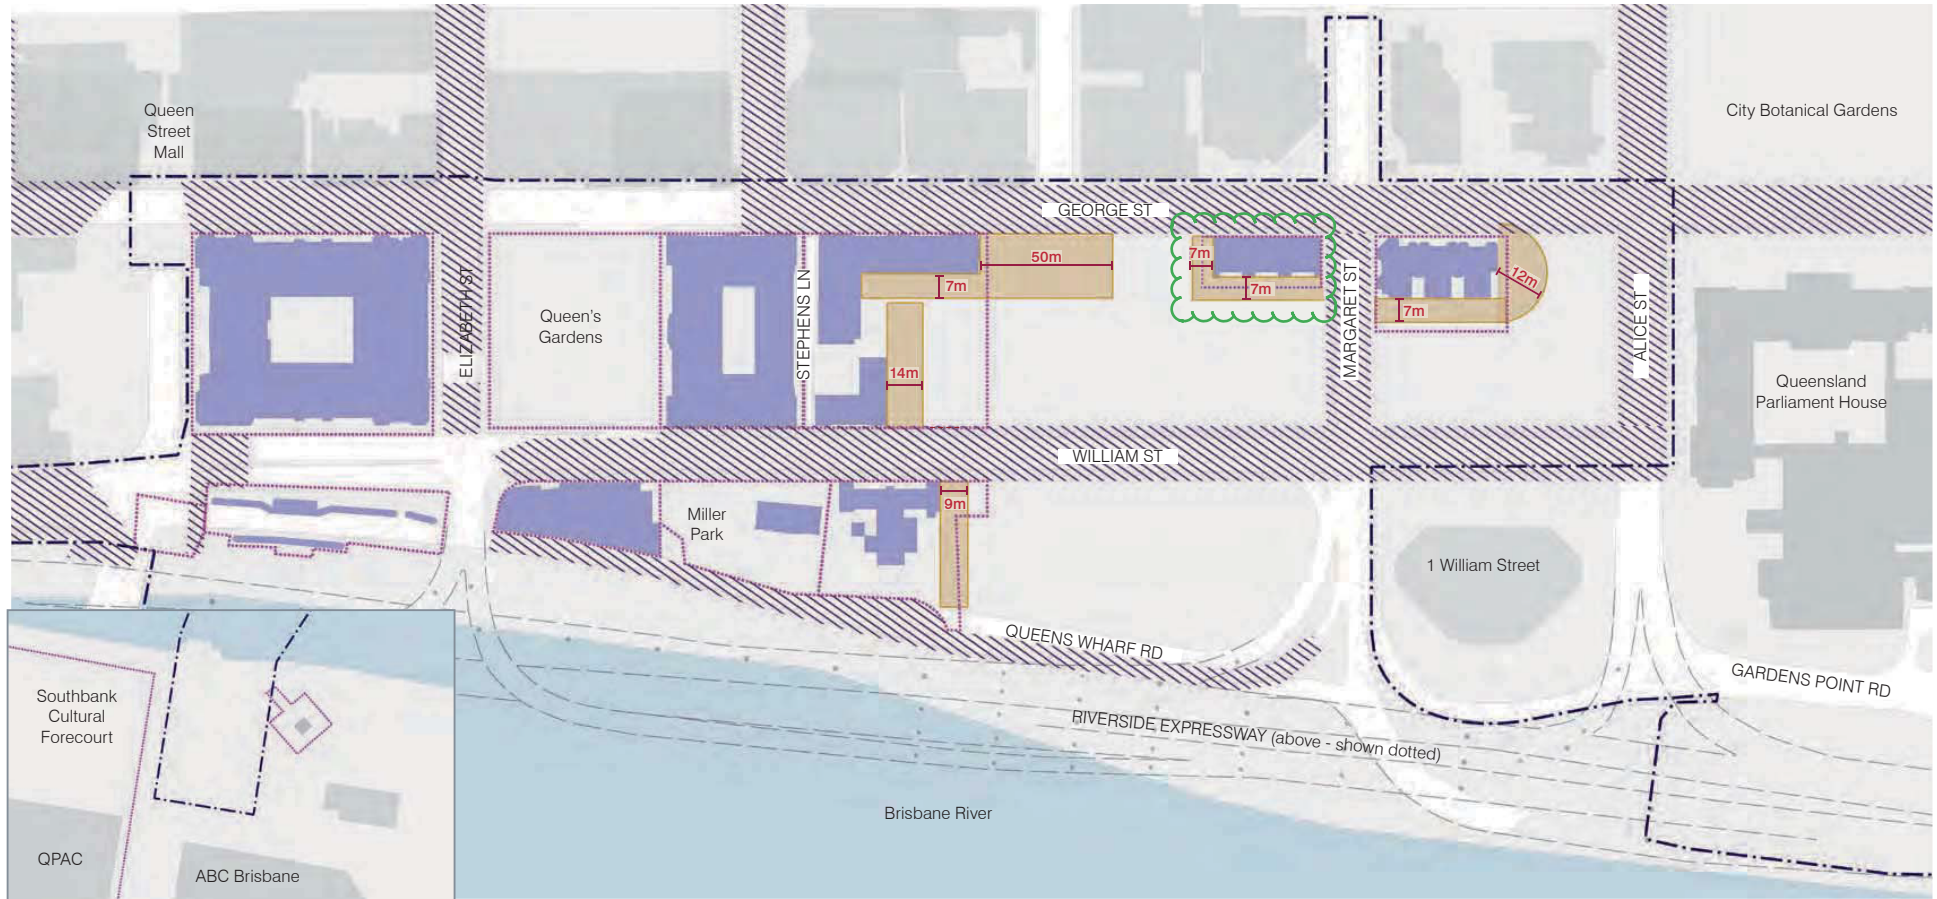 Queen
Street
Mall
City Botanical Gardens
GEORGE ST
50m
7m
7m
7m
12m
7m
14m
ELIZABETH ST
Queen's
Gardens
STEPHENS LN
MARGARET ST
ALICE ST
Queensland
Parliament House
WILLIAM ST
9m
Miller
Park
1 William Street
QUEENS WHARF RD
GARDENS POINT RD
RIVERSIDE EXPRESSWAY (above - shown dotted)
Brisbane River
Southbank
Cultural
Forecourt
QPAC
ABC Brisbane